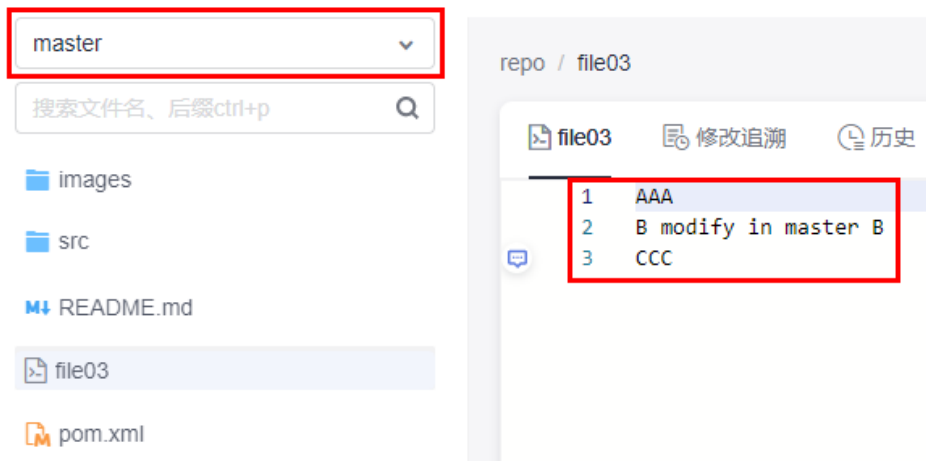 master
搜索文件名、后缀ctrl+p
images
src
M↓ README.md
file03
pom.xml
repo / file03
file03 修改追溯 历史
1 AAA
2 B modify in master B
3 CCC